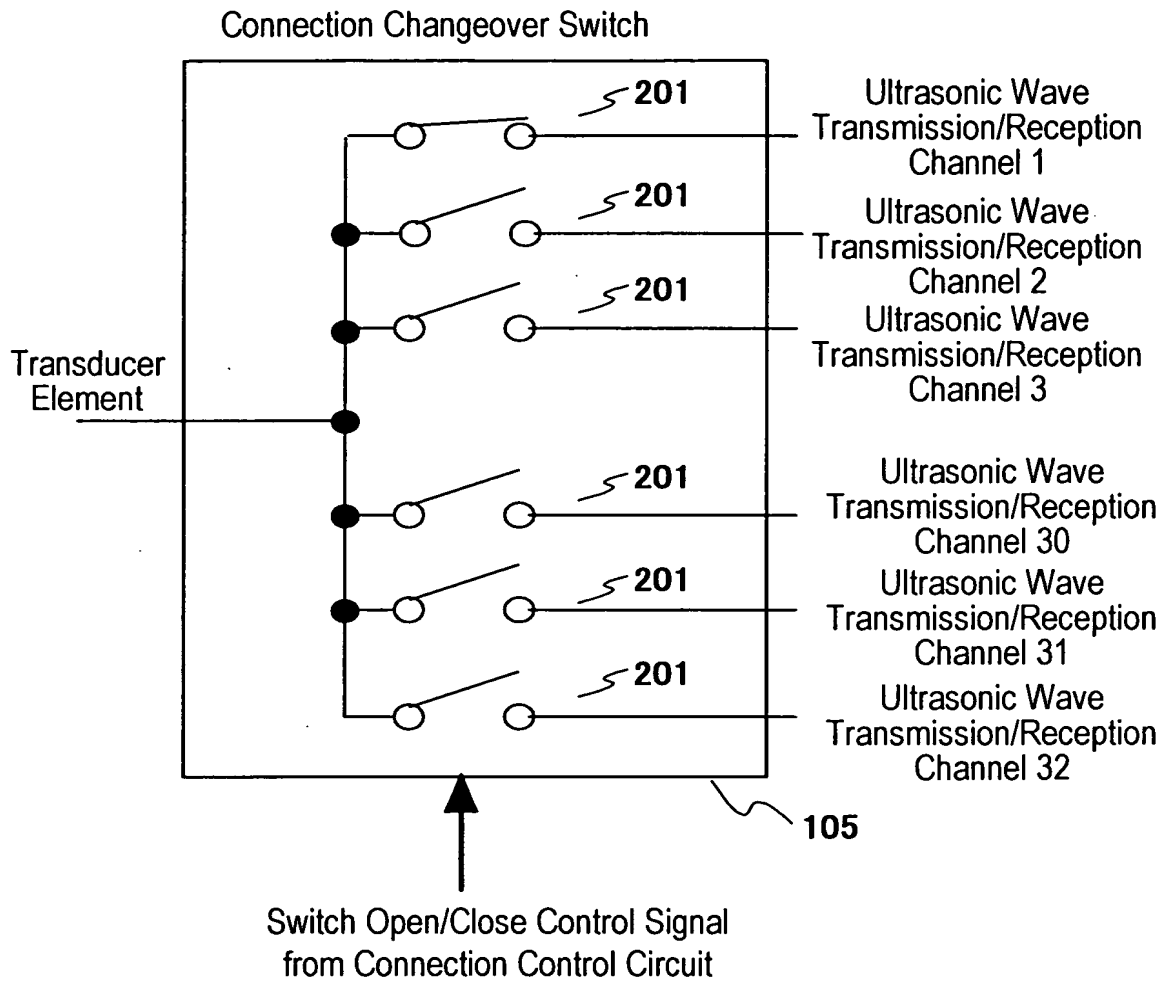 Connection Changeover Switch
201
Ultrasonic Wave
Transmission/Reception
Channel 1
201
Ultrasonic Wave
Transmission/Reception
Channel 2
201
Ultrasonic Wave
Transmission/Reception
Channel 3
Transducer
Element
201
Ultrasonic Wave
Transmission/Reception
Channel 30
201
Ultrasonic Wave
Transmission/Reception
Channel 31
201
Ultrasonic Wave
Transmission/Reception
Channel 32
105
Switch Open/Close Control Signal
from Connection Control Circuit